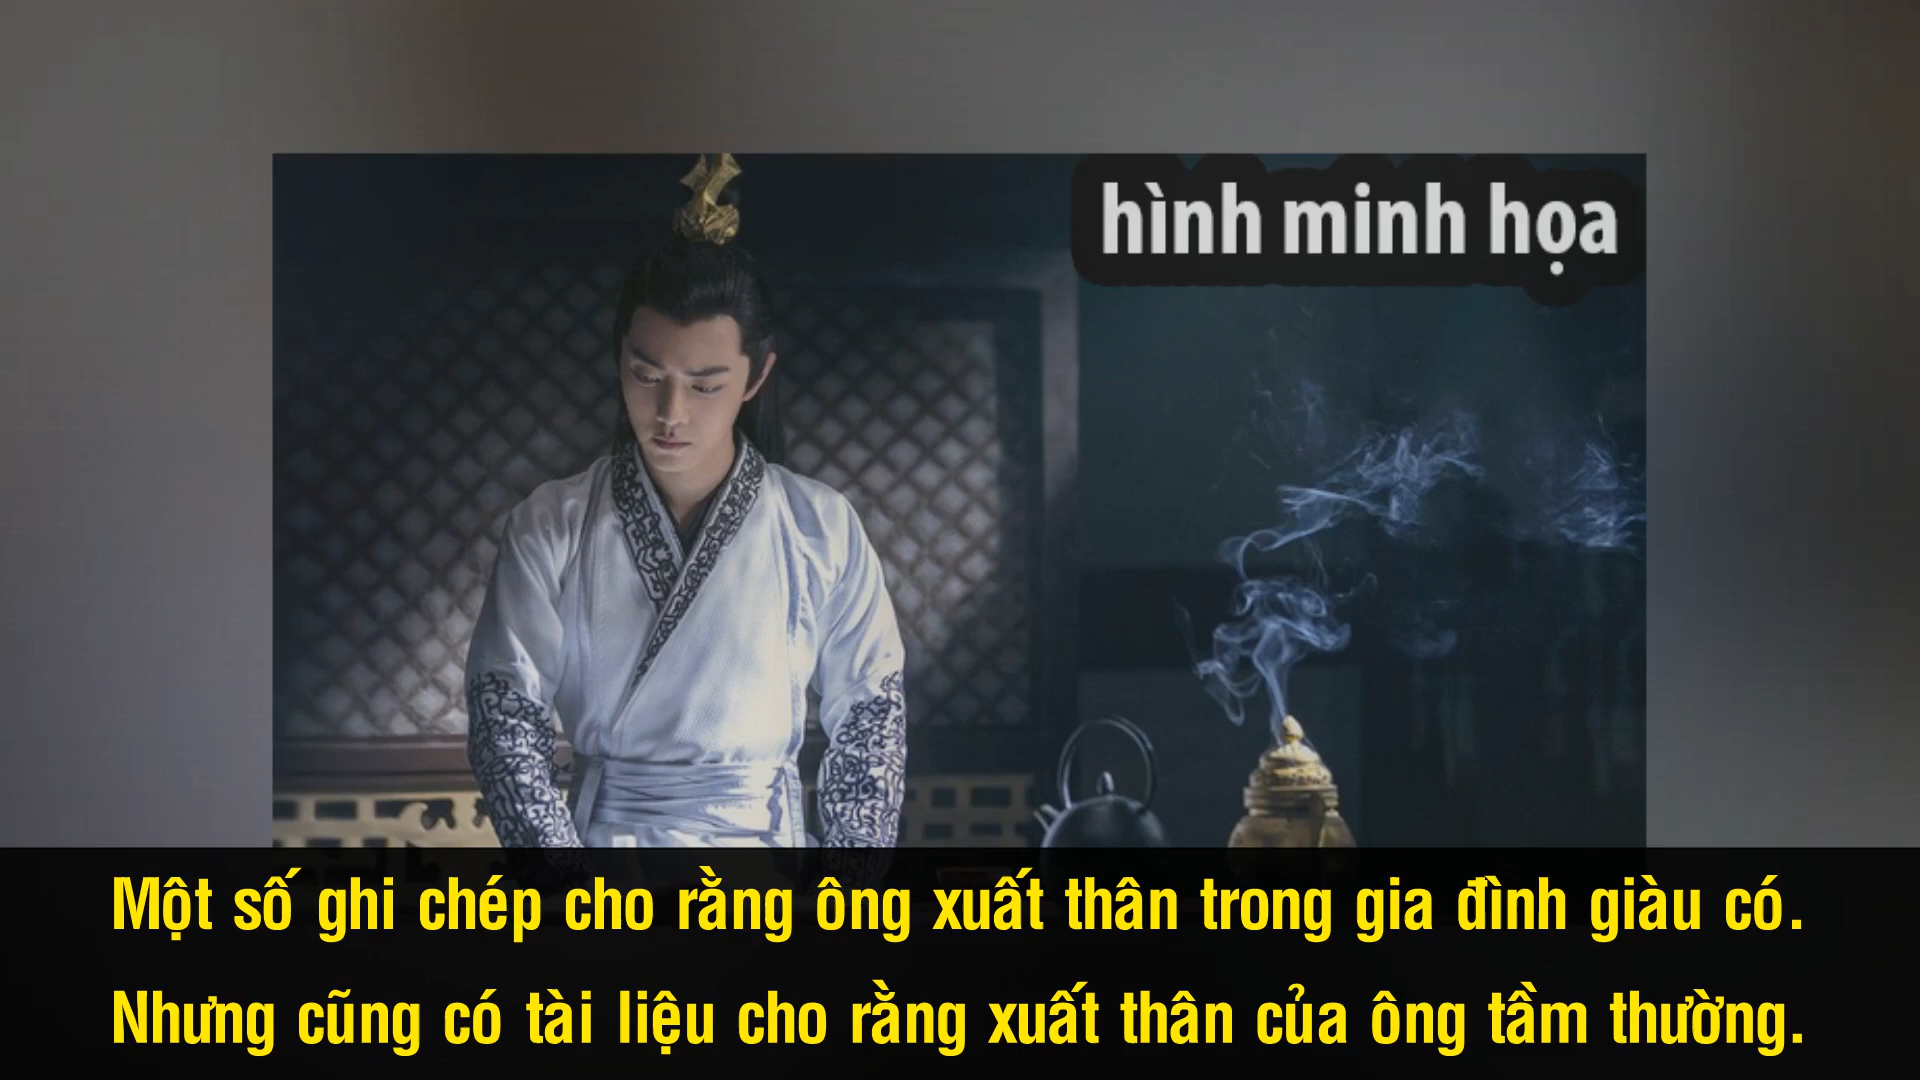 hình minh họa
Một số ghi chép cho rằng ông xuất thân trong gia đình giàu có.
Nhưng cũng có tài liệu cho rằng xuất thân của ông tầm thường.